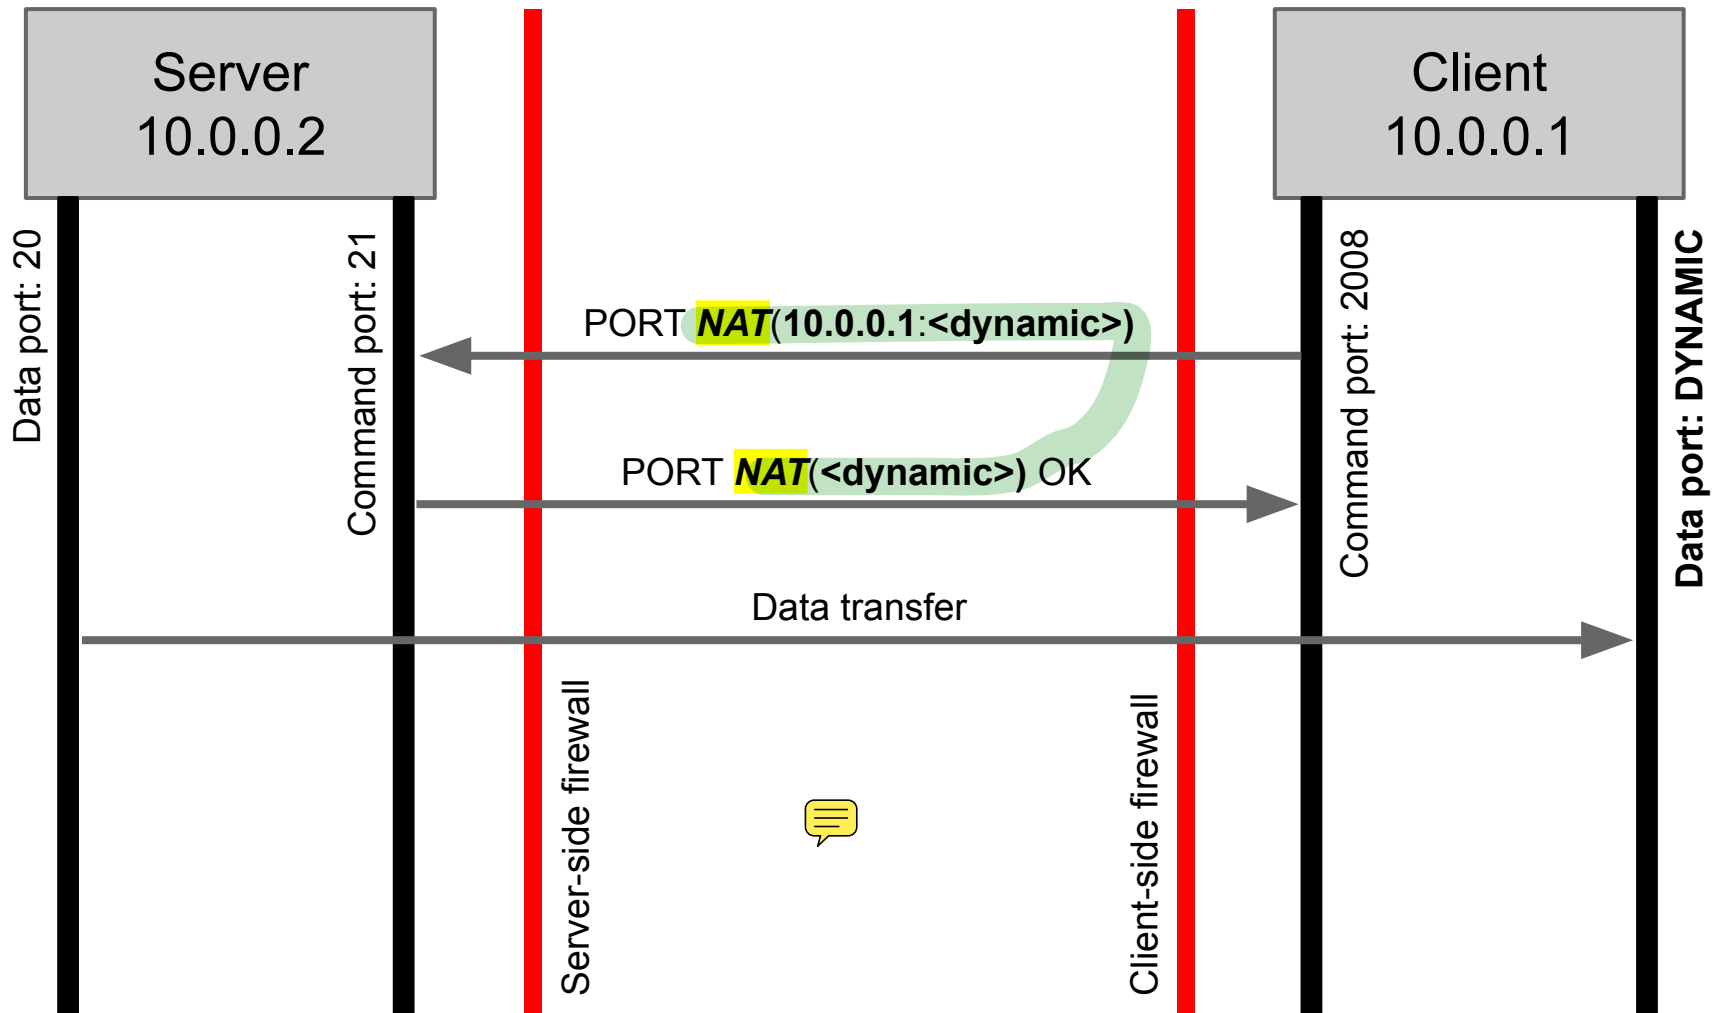 Server
10.0.0.2
Client
10.0.0.1
Data port: 20
Command port: 21
Command port: 2008
Data port: DYNAMIC
PORT NAT(10.0.0.1:<dynamic>)
PORT NAT(<dynamic>) OK
Data transfer
Server-side firewall
Client-side firewall